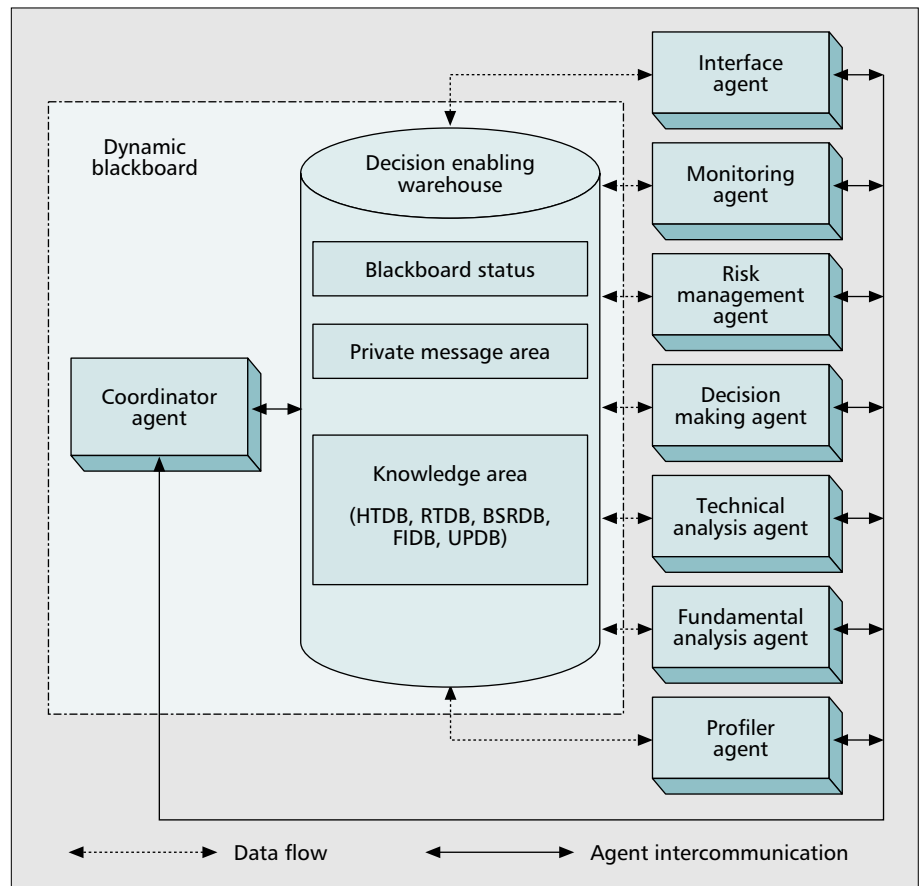 Dynamic
blackboard
Decision enabling
warehouse
Blackboard status
Private message area
Coordinator
agent
Knowledge area
(HTDB, RTDB, BSRDB,
FIDB, UPDB)
Interface
agent
Monitoring
agent
Risk
management
agent
Decision
making agent
Technical
analysis agent
Fundamental
analysis agent
Profiler
agent
Data flow
Agent intercommunication